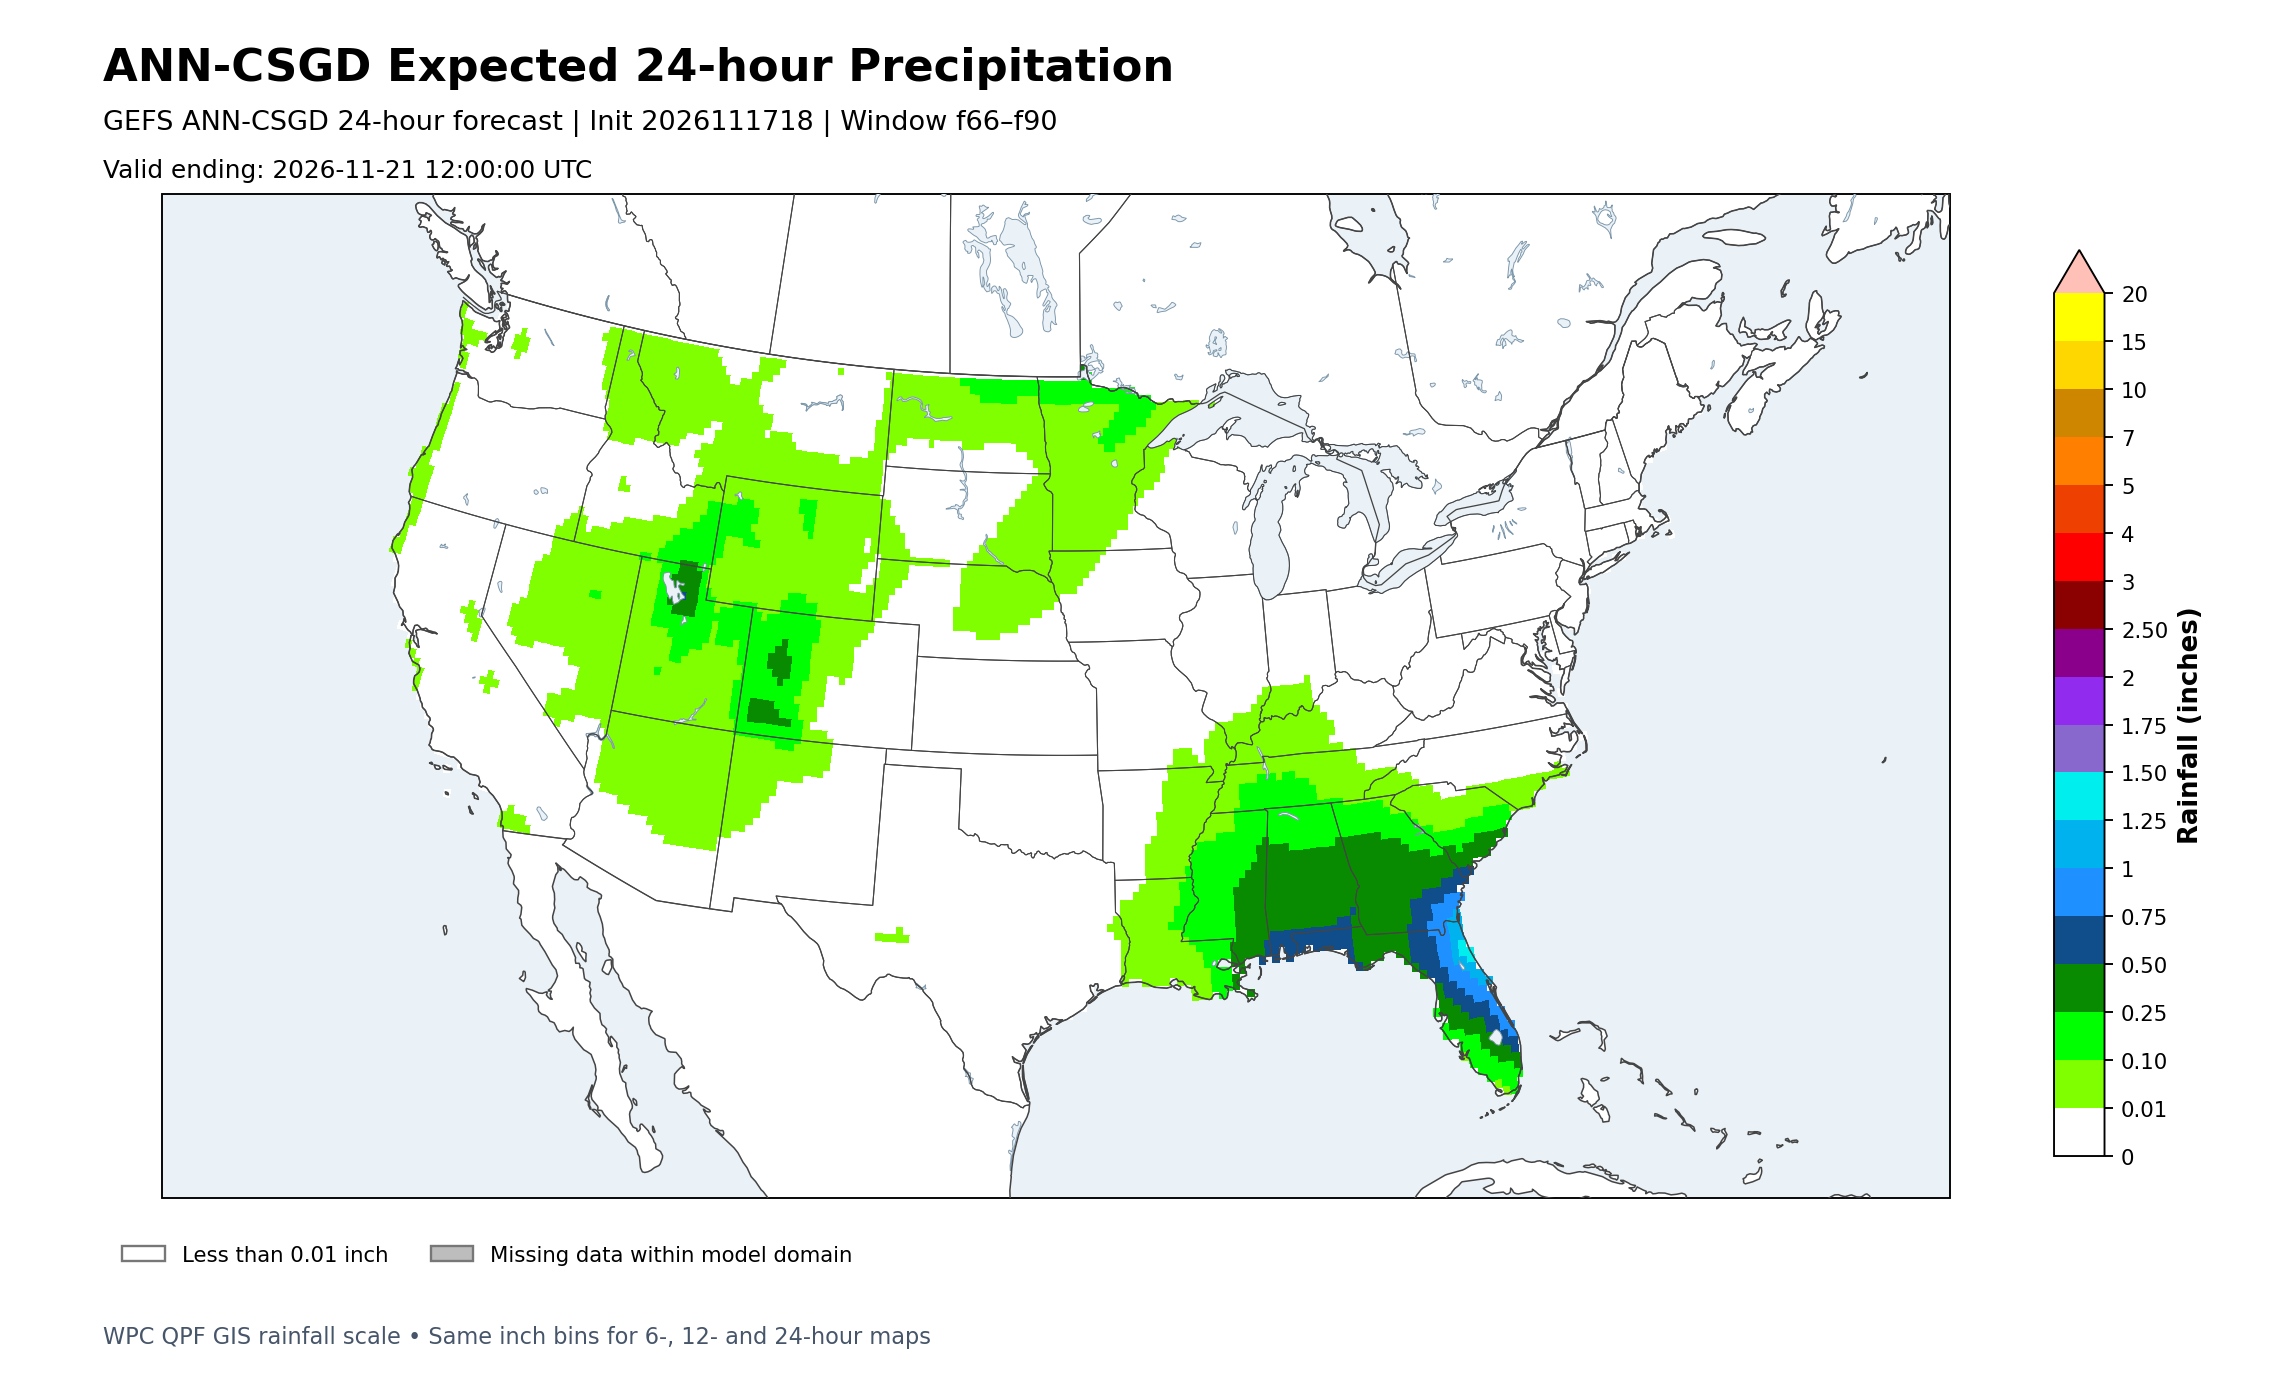 ANN-CSGD Expected 24-hour Precipitation
GEFS ANN-CSGD 24-hour forecast | Init 2026111718 | Window f66–f90
Valid ending: 2026-11-21 12:00:00 UTC
20
15
10
7
5
4
3
2.50
2
1.75
1.50
1.25
1
0.75
0.50
0.25
0.10
0.01
0
Rainfall (inches)
Less than 0.01 inch
Missing data within model domain
WPC QPF GIS rainfall scale • Same inch bins for 6-, 12- and 24-hour maps